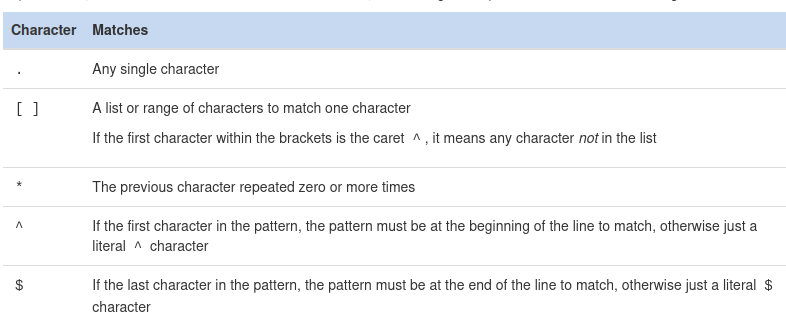 Character Matches
. Any single character
[ ] A list or range of characters to match one character
If the first character within the brackets is the caret ^ , it means any character not in the list
* The previous character repeated zero or more times
^ If the first character in the pattern, the pattern must be at the beginning of the line to match, otherwise just a
literal ^ character
$ If the last character in the pattern, the pattern must be at the end of the line to match, otherwise just a literal $
character